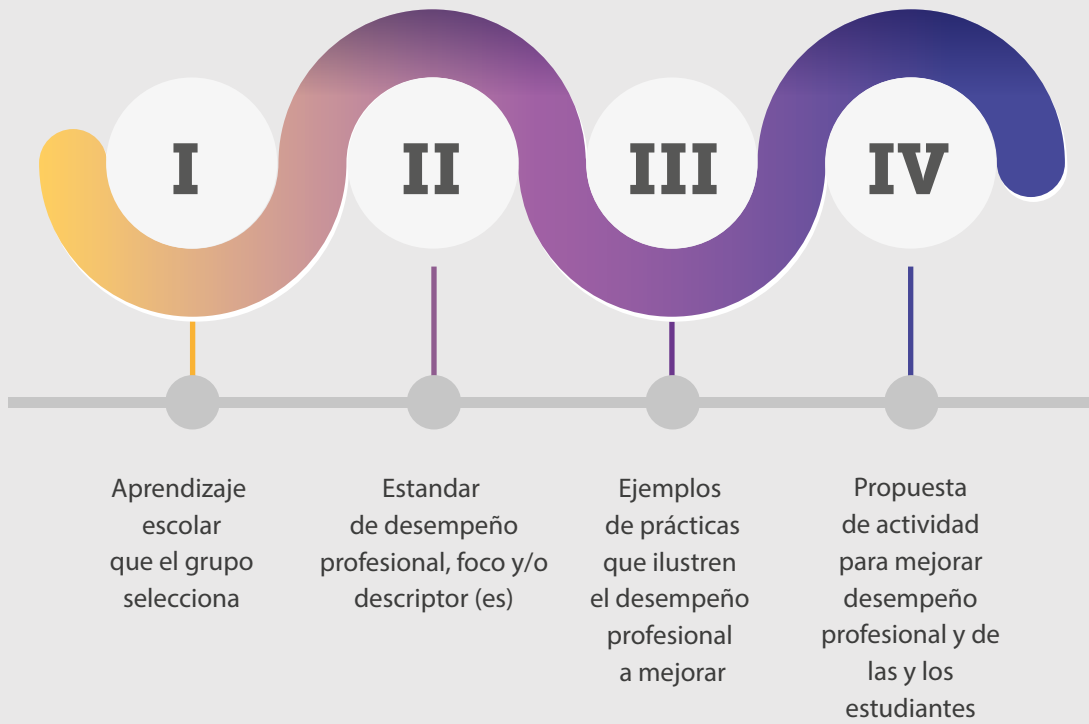 I
II
III
IV
Aprendizaje
escolar
que el grupo
selecciona
Estandar
de desempeño
profesional, foco y/o
descriptor (es)
Ejemplos
de prácticas
que ilustren
el desempeño
profesional
a mejorar
Propuesta
de actividad
para mejorar
desempeño
profesional y de
las y los
estudiantes